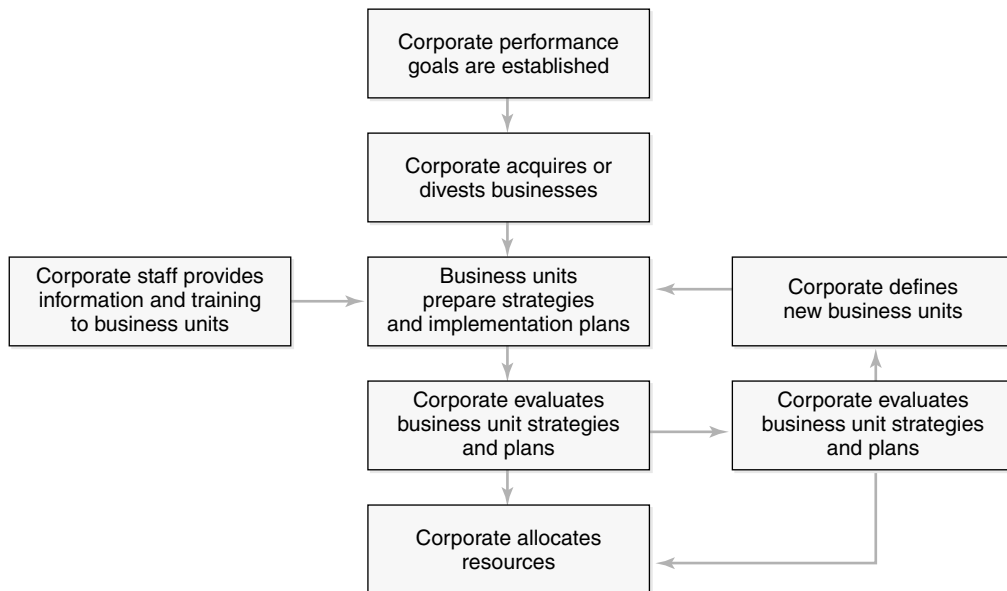 Corporate performance
goals are established
Corporate acquires or
divests businesses
Corporate staff provides
information and training
to business units
Business units
prepare strategies
and implementation plans
Corporate defines
new business units
Corporate evaluates
business unit strategies
and plans
Corporate evaluates
business unit strategies
and plans
Corporate allocates
resources